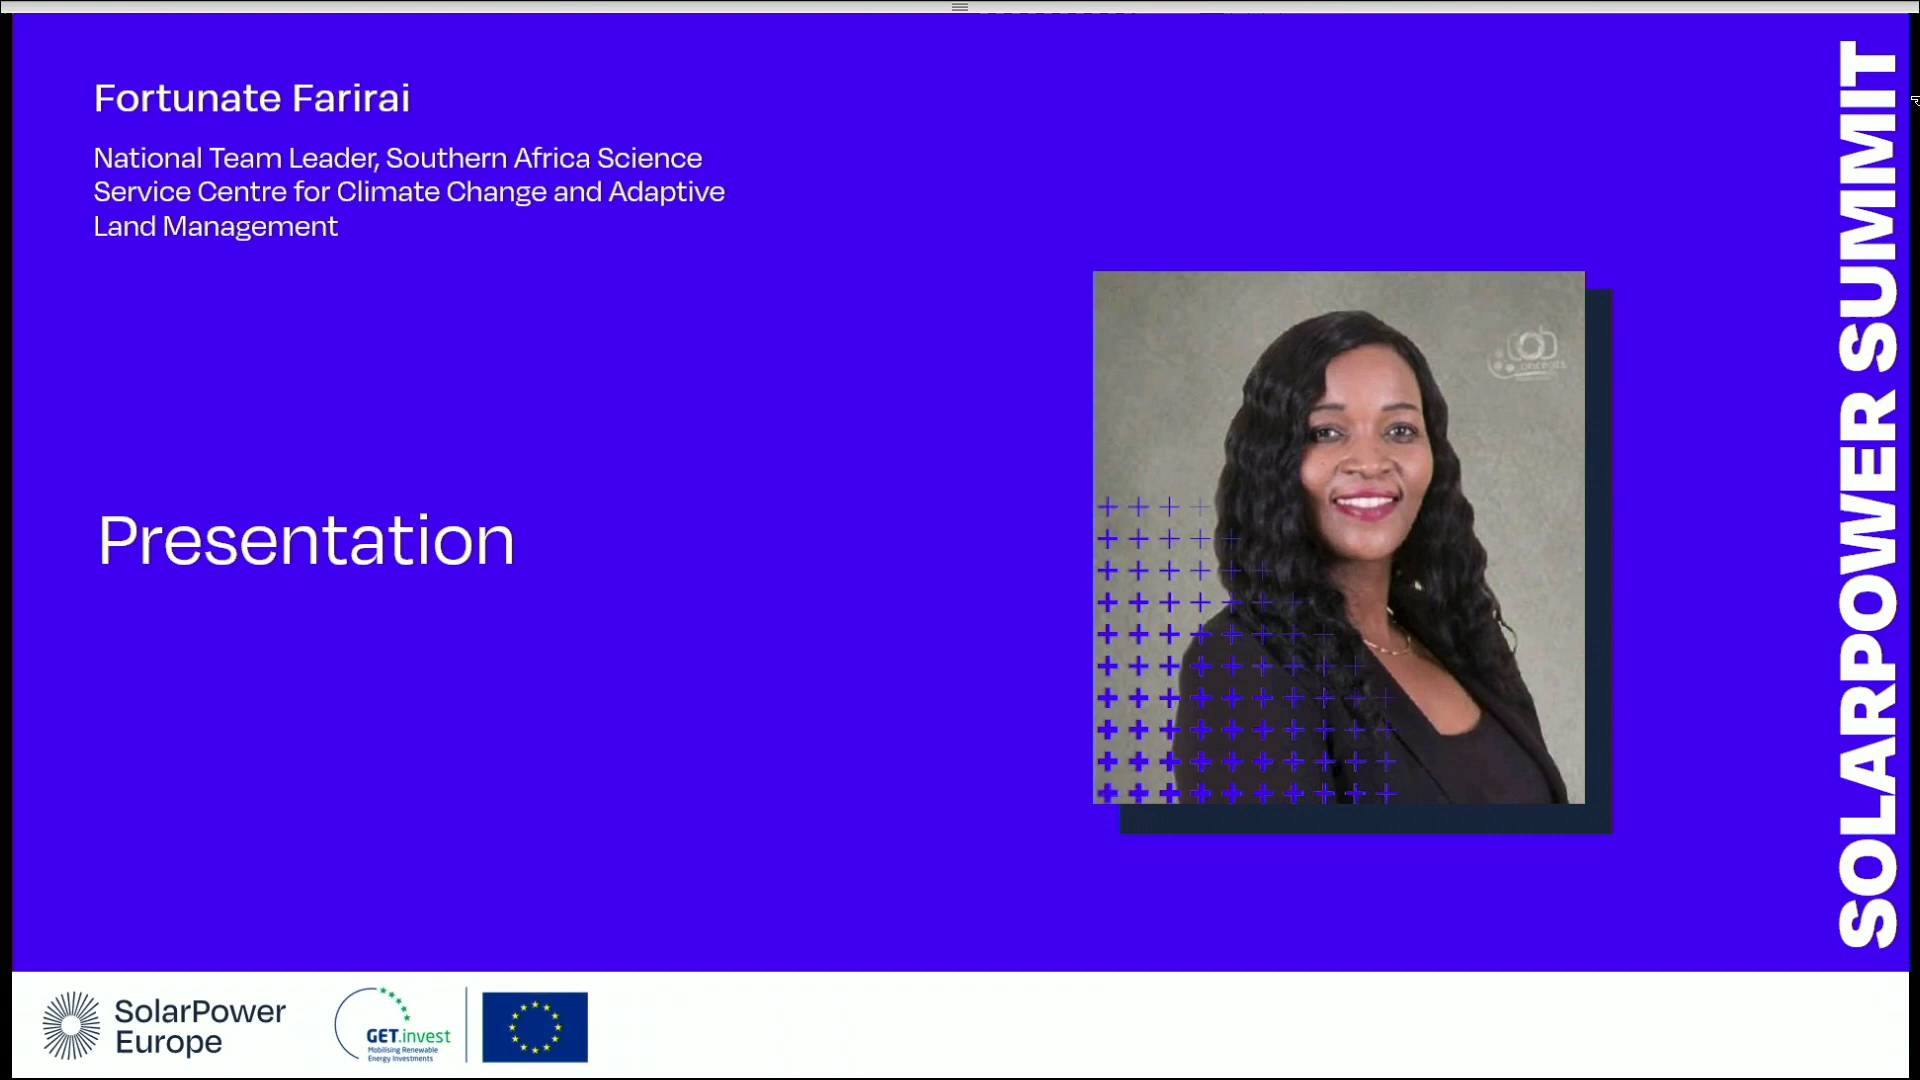 Fortunate Farirai
National Team Leader, Southern Africa Science
Service Centre for Climate Change and Adaptive
Land Management
Presentation
SOLARPOWER SUMMIT
SolarPower
Europe
GET.invest
Mobilising Renewable
Energy Investments